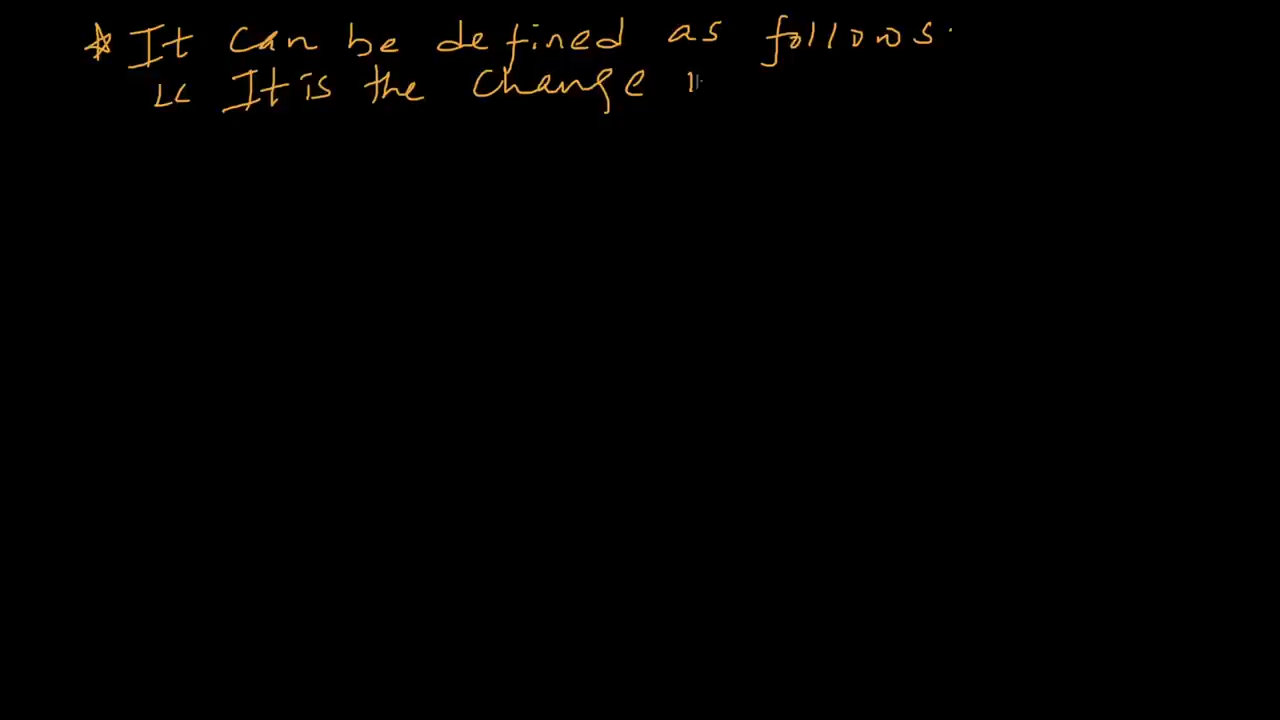 * It can be defined as follows.
“ It is the change